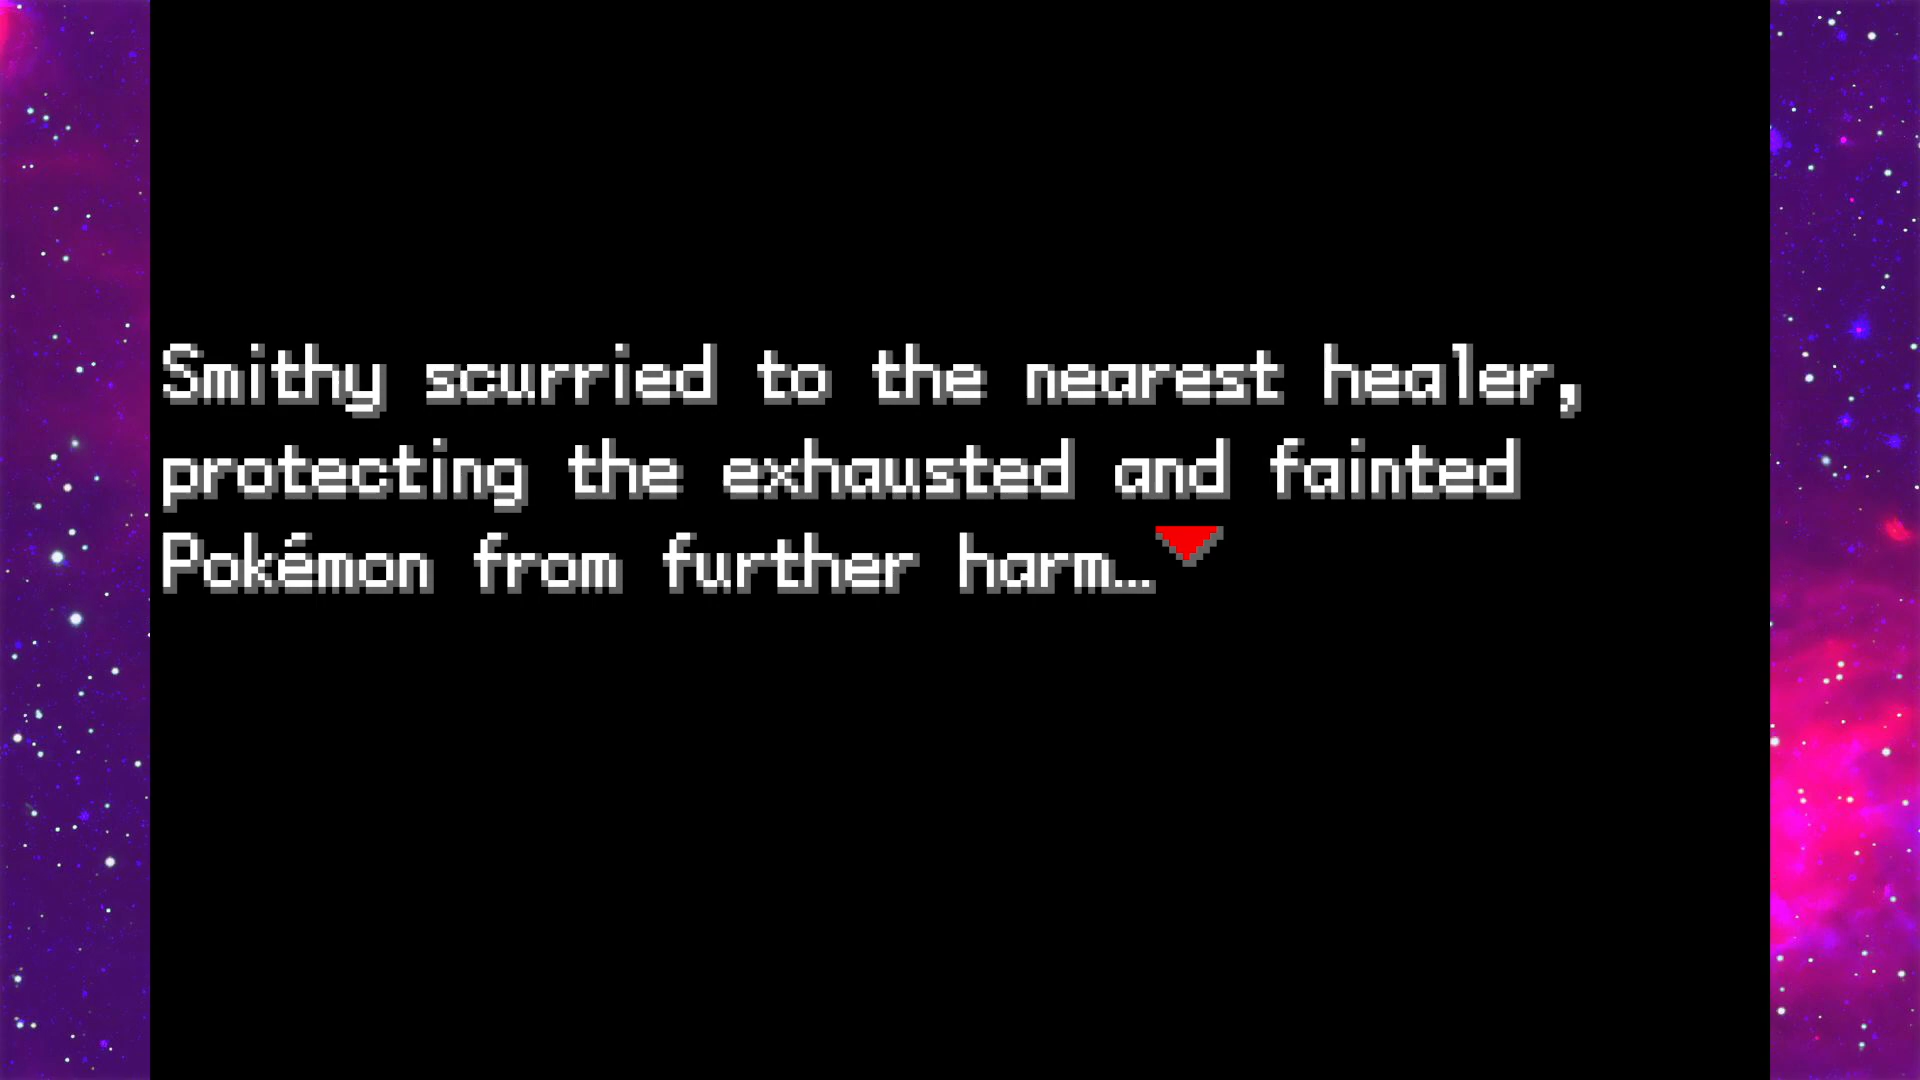 Smithy scurried to the nearest healer,
protecting the exhausted and fainted
Pokémon from further harm…